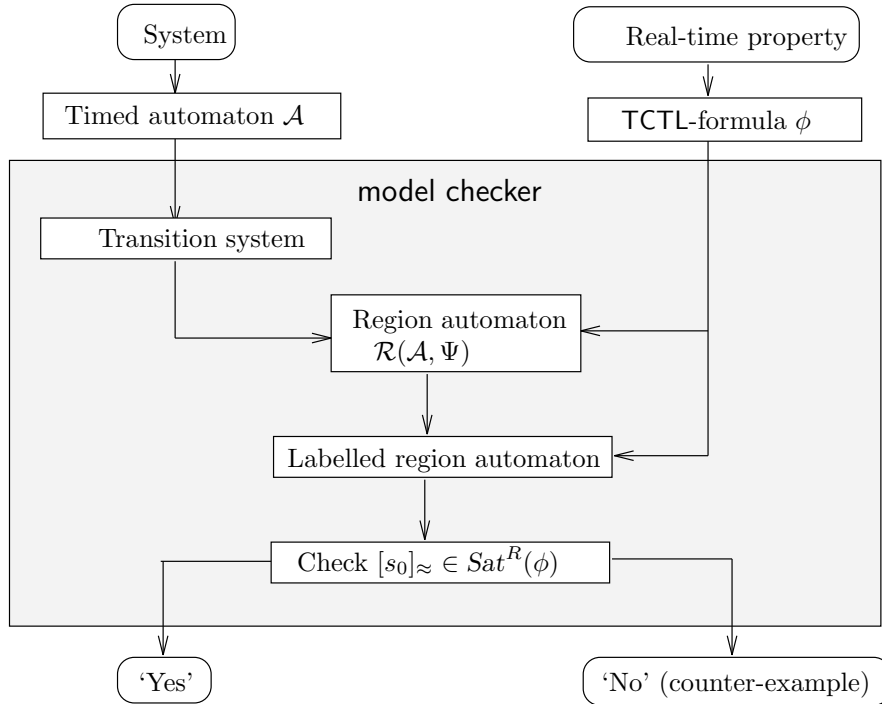 System
Real-time property
Timed automaton 𝒜
TCTL-formula ϕ
model checker
Transition system
Region automaton
ℛ(𝒜, Ψ)
Labelled region automaton
Check [s₀]≈ ∈ Sat^R(ϕ)
‘Yes’
‘No’ (counter-example)